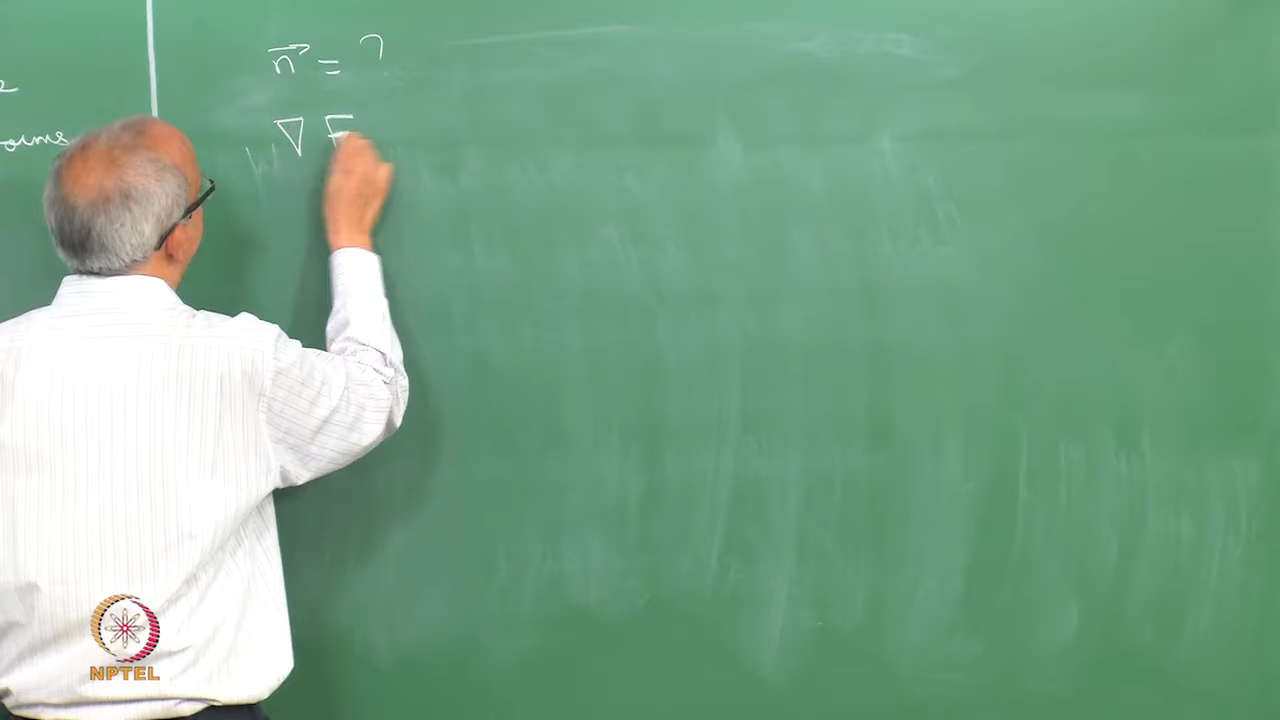 n⃗ = ?
∇ F
NPTEL